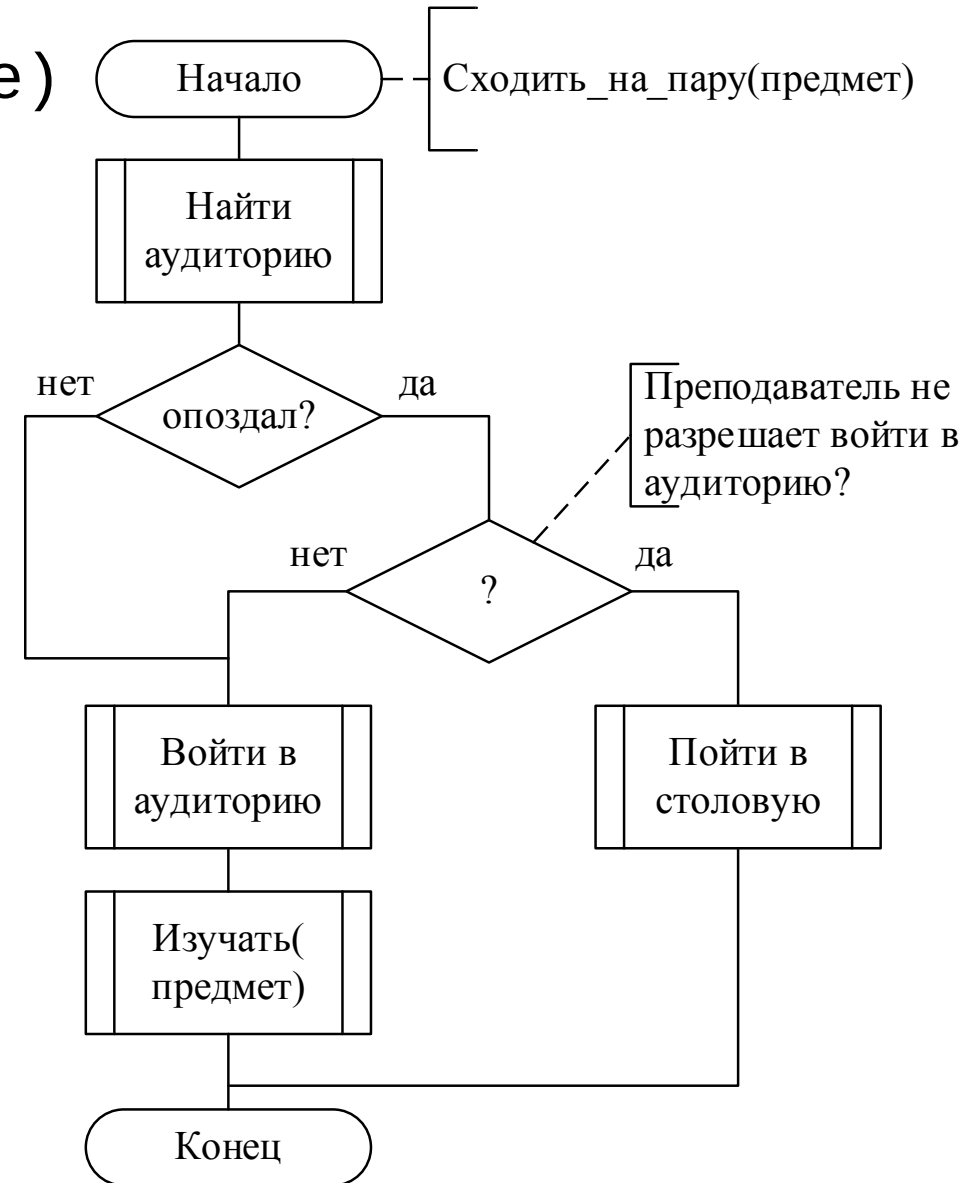 e)
Начало
Сходить_на_пару(предмет)
Найти
аудиторию
нет
да
опоздал?
Преподаватель не
разрешает войти в
аудиторию?
нет
да
?
Войти в
аудиторию
Пойти в
столовую
Изучать(
предмет)
Конец